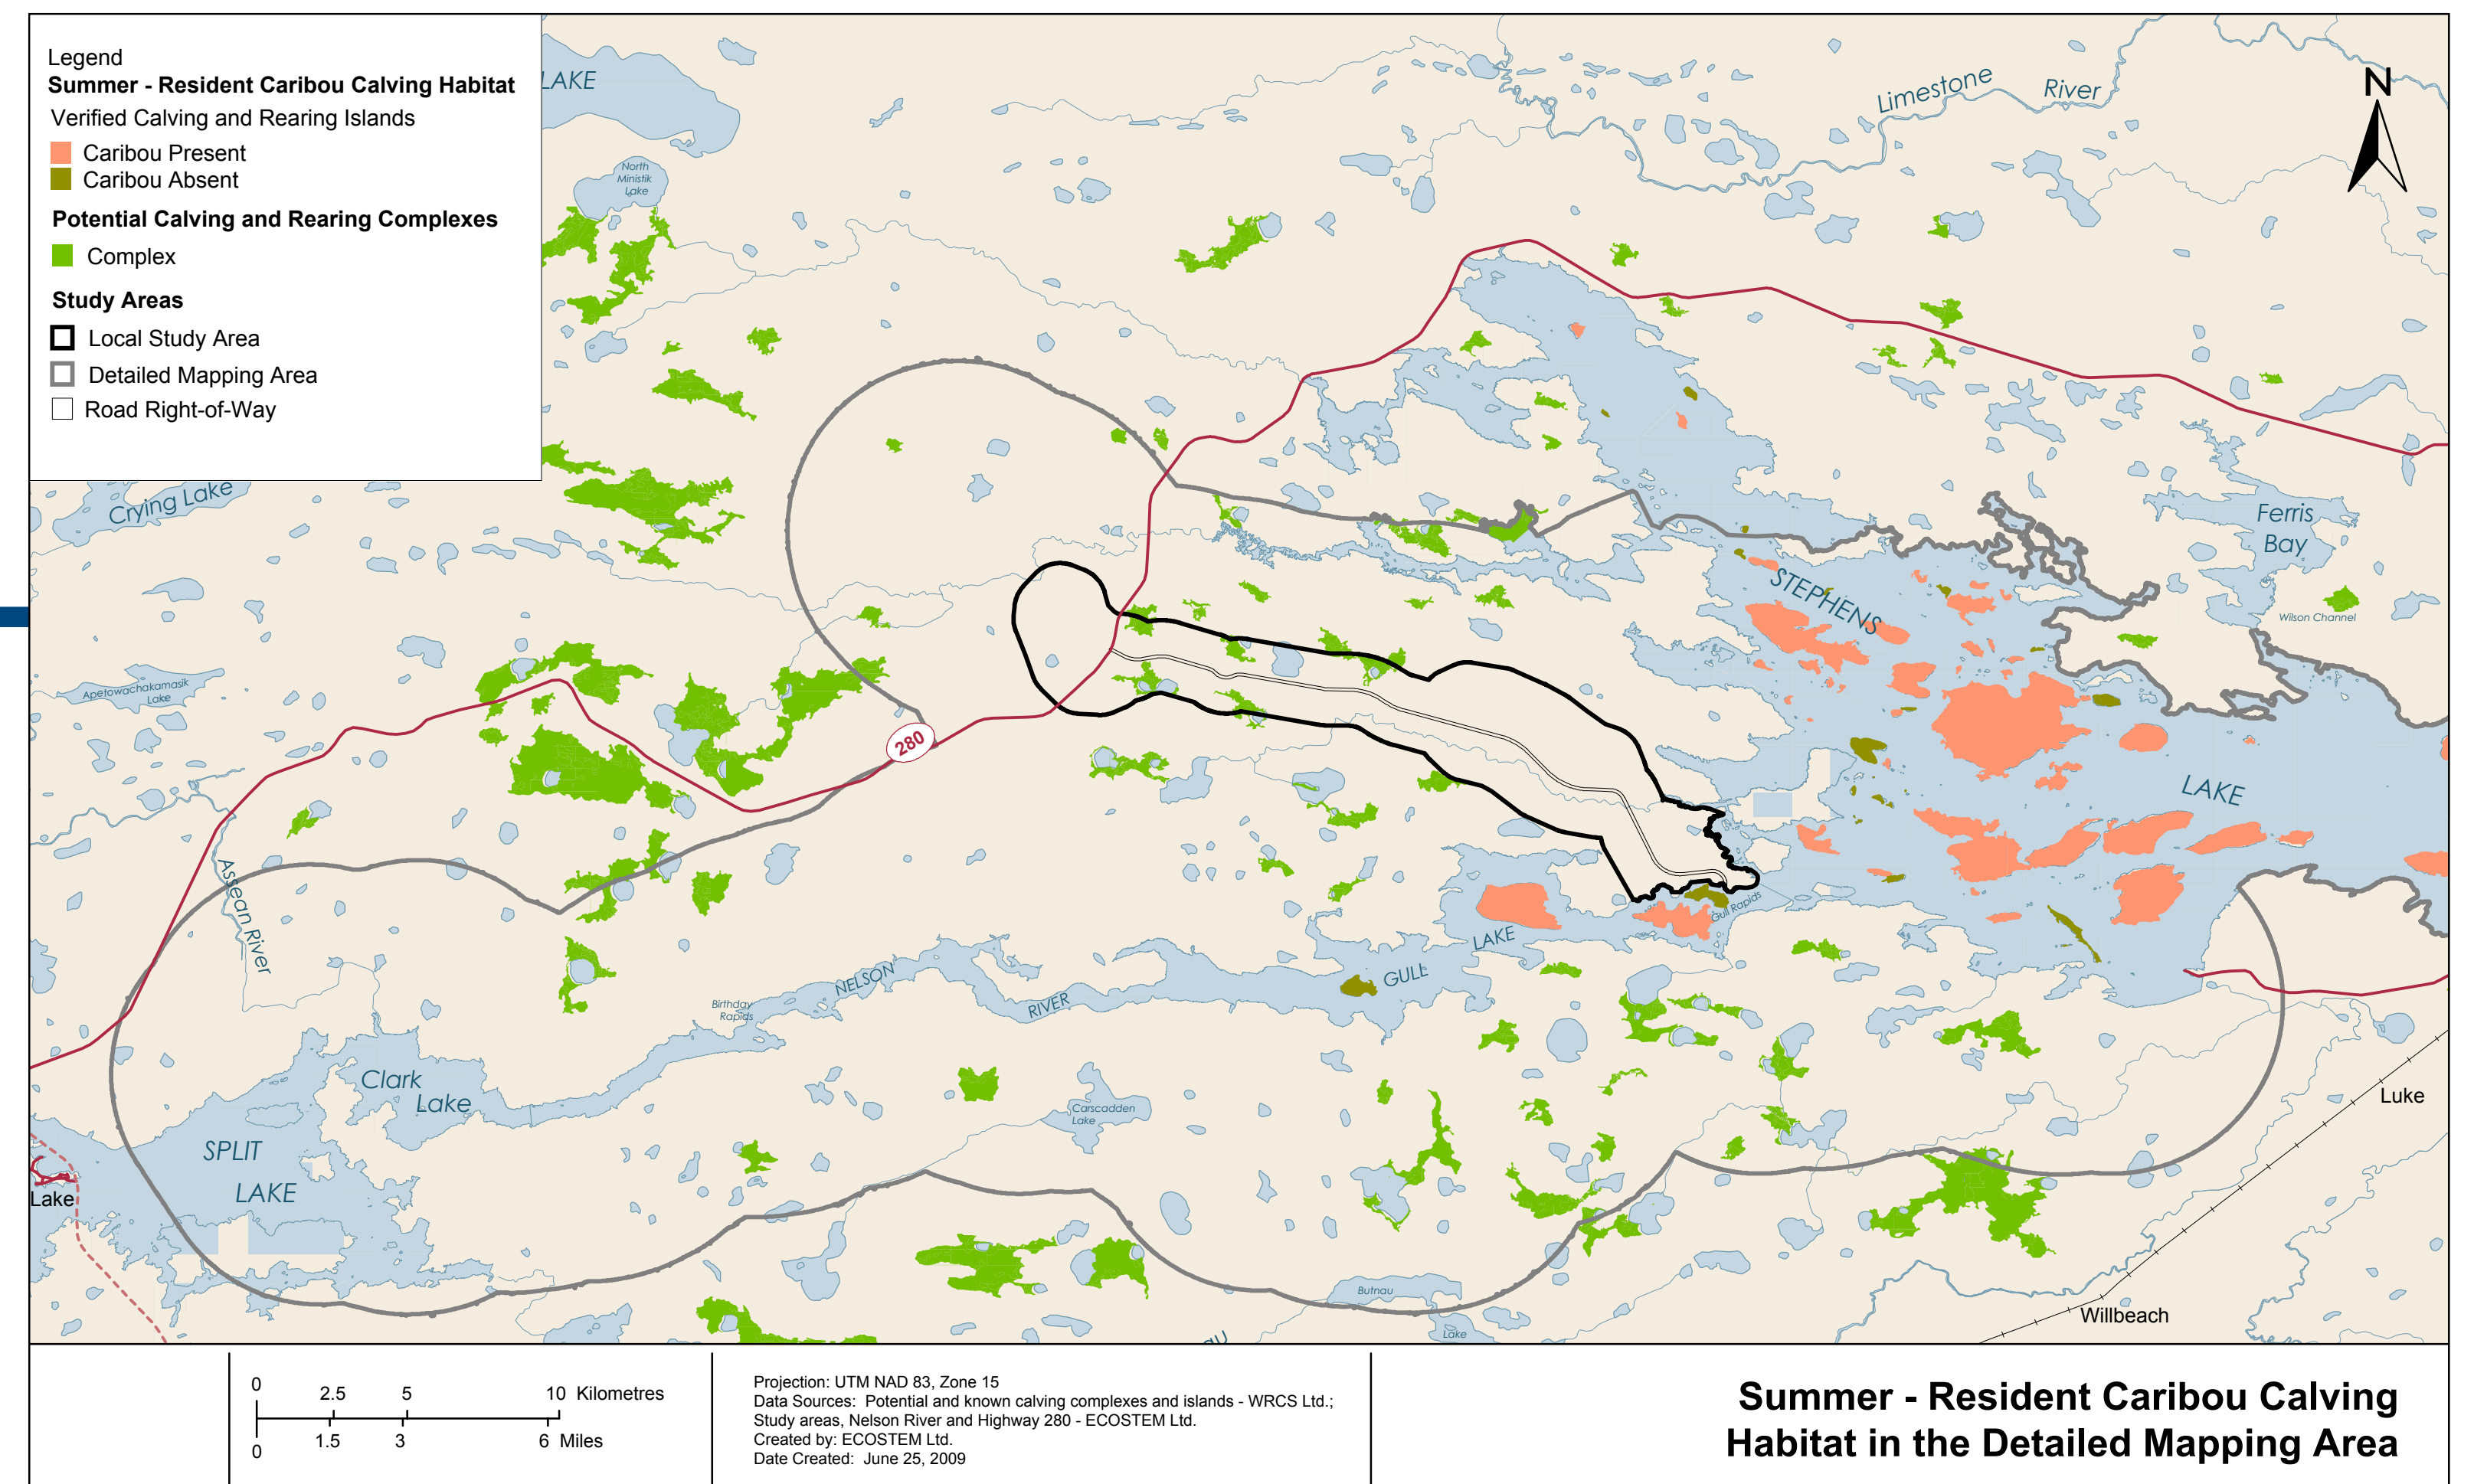 Legend
Summer - Resident Caribou Calving Habitat
Verified Calving and Rearing Islands
Caribou Present
Caribou Absent
Potential Calving and Rearing Complexes
Complex
Study Areas
Local Study Area
Detailed Mapping Area
Road Right-of-Way
LAKE
North
Ministik
Lake
Limestone River
N
Crying Lake
Ferris
Bay
Wilson Channel
STEPHENS
LAKE
Apetowachakamasik
Lake
280
Assean River
Gull Rapids
GULL LAKE
NELSON RIVER
Birthday
Rapids
Clark
Lake
Carscadden
Lake
SPLIT
LAKE
Lake
Luke
Willbeach
Butnau
Lake
AU
0 2.5 5 10 Kilometres
0 1.5 3 6 Miles
Projection: UTM NAD 83, Zone 15
Data Sources: Potential and known calving complexes and islands - WRCS Ltd.;
Study areas, Nelson River and Highway 280 - ECOSTEM Ltd.
Created by: ECOSTEM Ltd.
Date Created: June 25, 2009
Summer - Resident Caribou Calving
Habitat in the Detailed Mapping Area